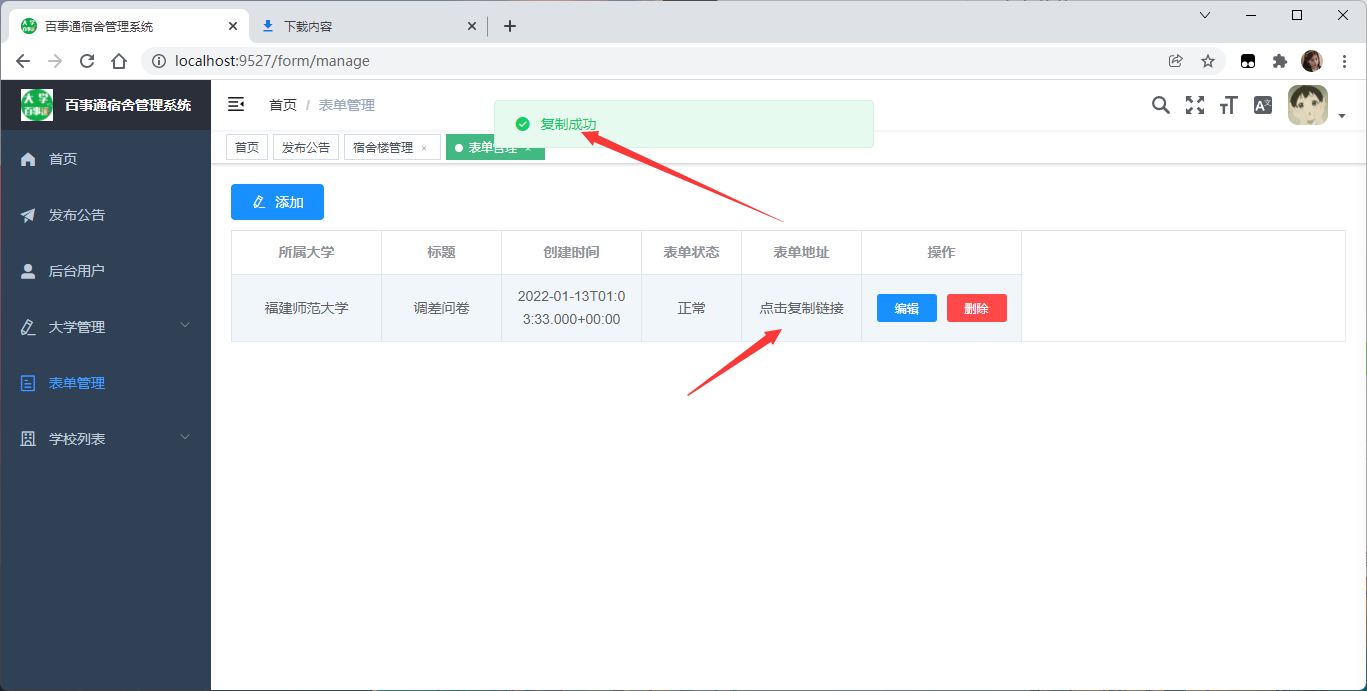 百事通宿舍管理系统
下载内容
localhost:9527/form/manage
大学
百事通
百事通宿舍管理系统
首页 / 表单管理
复制成功
首页
发布公告
宿舍楼管理 ×
表单管理 ×
首页
发布公告
后台用户
大学管理
表单管理
学校列表
添加
所属大学 标题 创建时间 表单状态 表单地址 操作
福建师范大学 调差问卷 2022-01-13T01:0
3:33.000+00:00 正常 点击复制链接 编辑 删除